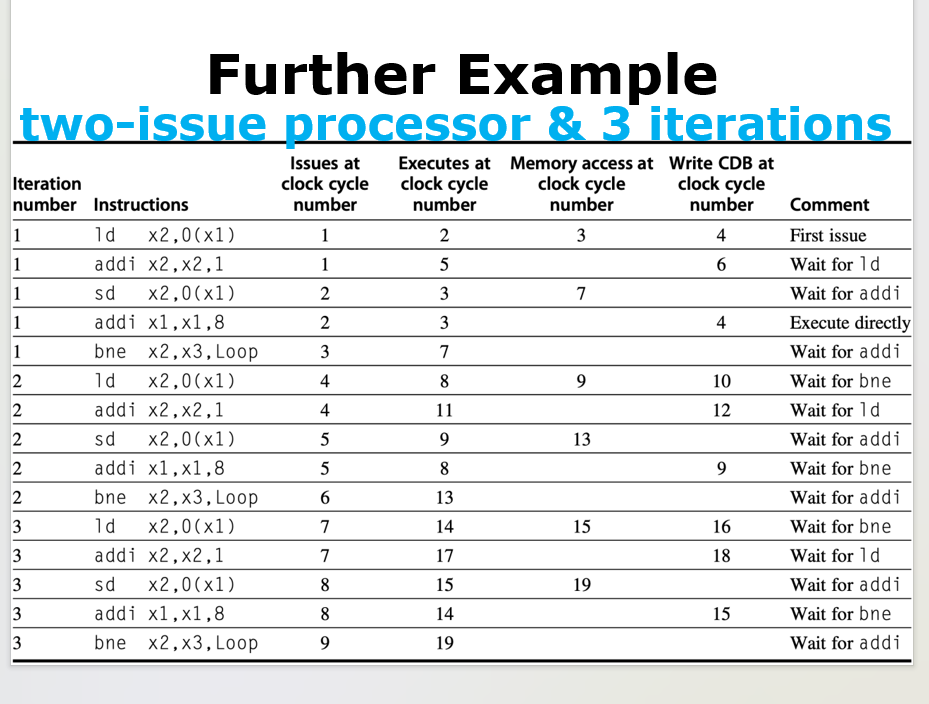 Further Example
two-issue processor & 3 iterations
Iteration number Instructions Issues at clock cycle number Executes at clock cycle number Memory access at clock cycle number Write CDB at clock cycle number Comment
1 ld x2,0(x1) 1 2 3 4 First issue
1 addi x2,x2,1 1 5 6 Wait for ld
1 sd x2,0(x1) 2 3 7 Wait for addi
1 addi x1,x1,8 2 3 4 Execute directly
1 bne x2,x3,Loop 3 7 Wait for addi
2 ld x2,0(x1) 4 8 9 10 Wait for bne
2 addi x2,x2,1 4 11 12 Wait for ld
2 sd x2,0(x1) 5 9 13 Wait for addi
2 addi x1,x1,8 5 8 9 Wait for bne
2 bne x2,x3,Loop 6 13 Wait for addi
3 ld x2,0(x1) 7 14 15 16 Wait for bne
3 addi x2,x2,1 7 17 18 Wait for ld
3 sd x2,0(x1) 8 15 19 Wait for addi
3 addi x1,x1,8 8 14 15 Wait for bne
3 bne x2,x3,Loop 9 19 Wait for addi